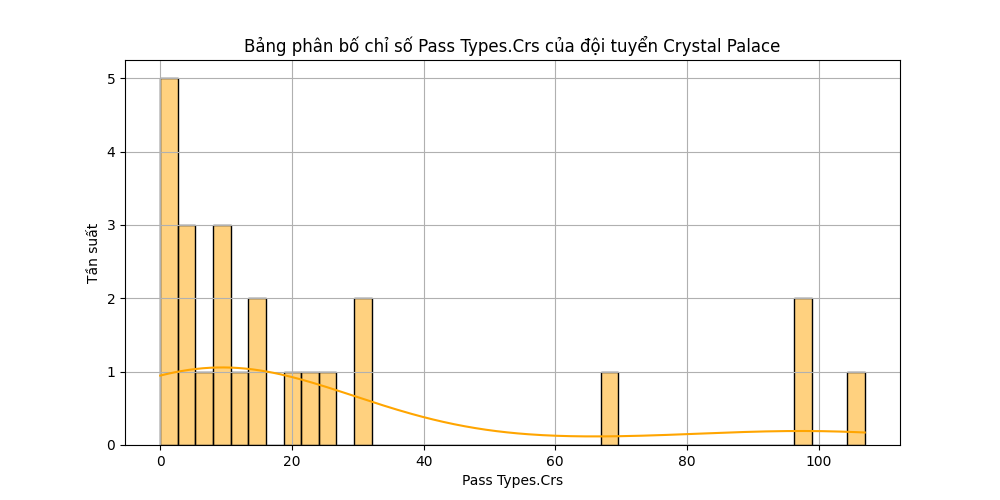 Bảng phân bố chỉ số Pass Types.Crs của đội tuyển Crystal Palace
5
4
3
2
1
0
Tần suất
0 20 40 60 80 100
Pass Types.Crs